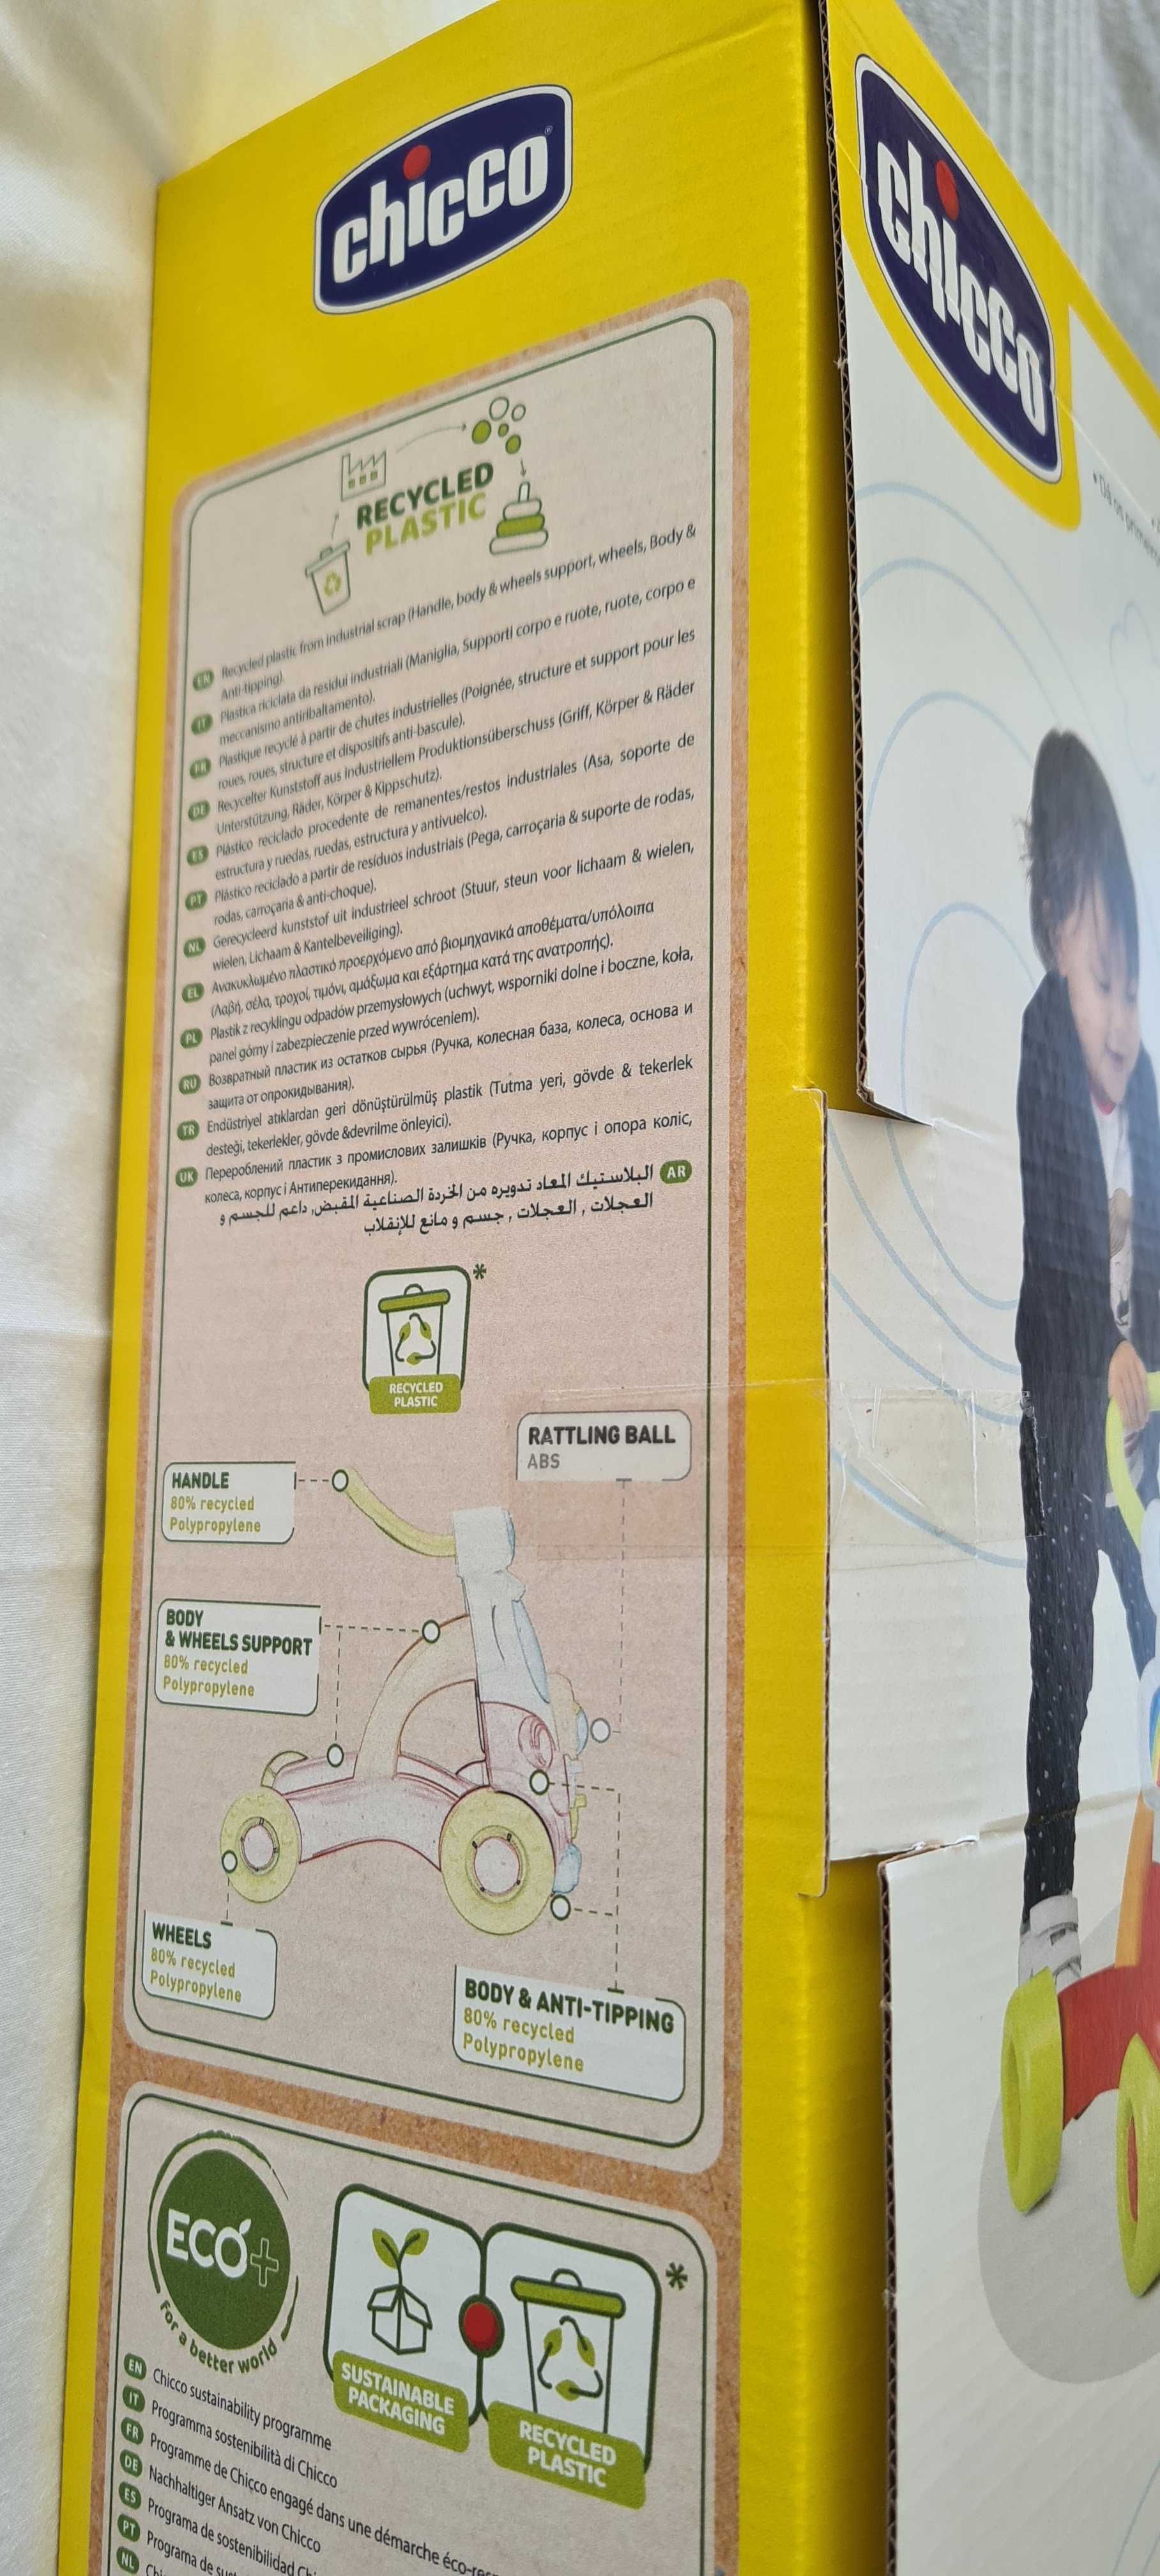 chicco
chicco
RECYCLED
PLASTIC
EN Recycled plastic from industrial scrap (Handle, body & wheels support, wheels, Body &
Anti-tipping).
IT Plastica riciclata da residui industriali (Maniglia, Supporti corpo e ruote, ruote, corpo e
meccanismo antiribaltamento).
FR Plastique recyclé à partir de chutes industrielles (Poignée, structure et support pour les
roues, roues, structure et dispositifs anti-bascule).
DE Recycelter Kunststoff aus industriellem Produktionsüberschuss (Griff, Körper & Räder
Unterstützung, Räder, Körper & Kippschutz).
ES Plástico reciclado procedente de remanentes/restos industriales (Asa, soporte de
estructura y ruedas, ruedas, estructura y antivuelco).
PT Plástico reciclado a partir de resíduos industriais (Pega, carroçaria & suporte de rodas,
rodas, carroçaria & anti-choque).
NL Gerecycleerd kunststof uit industrieel schroot (Stuur, steun voor lichaam & wielen,
wielen, Lichaam & Kantelbeveiliging).
EL Ανακυκλωμένο πλαστικό προερχόμενο από βιομηχανικά αποθέματα/υπόλοιπα
(Λαβή, σέλα, τροχοί, τιμόνι, αμάξωμα και εξάρτημα κατά της ανατροπής).
PL Plastik z recyklingu odpadów przemysłowych (uchwyt, wsporniki dolne i boczne, koła,
panel górny i zabezpieczenie przed wywróceniem).
RU Возвратный пластик из остатков сырья (Ручка, колесная база, колеса, основа и
защита от опрокидывания).
TR Endüstriyel atıklardan geri dönüştürülmüş plastik (Tutma yeri, gövde & tekerlek
desteği, tekerlekler, gövde &devrilme önleyici).
UK Перероблений пластик з промислових залишків (Ручка, корпус і опора коліс,
колеса, корпус і Антиперекидання).
AR البلاستيك المعاد تدويره من الخردة الصناعية المقبض, داعم للجسم و
العجلات , العجلات , جسم و مانع للإنقلاب
*
RECYCLED
PLASTIC
RATTLING BALL
ABS
HANDLE
80% recycled
Polypropylene
BODY
& WHEELS SUPPORT
80% recycled
Polypropylene
WHEELS
80% recycled
Polypropylene
BODY & ANTI-TIPPING
80% recycled
Polypropylene
ECO+
for a better world
*
SUSTAINABLE
PACKAGING
RECYCLED
PLASTIC
EN Chicco sustainability programme
IT Programma sostenibilità di Chicco
FR Programme de Chicco engagé dans une démarche
DE Nachhaltiger Ansatz von Chicco
ES Programa de sostenibilidad
PT Programa de
NL